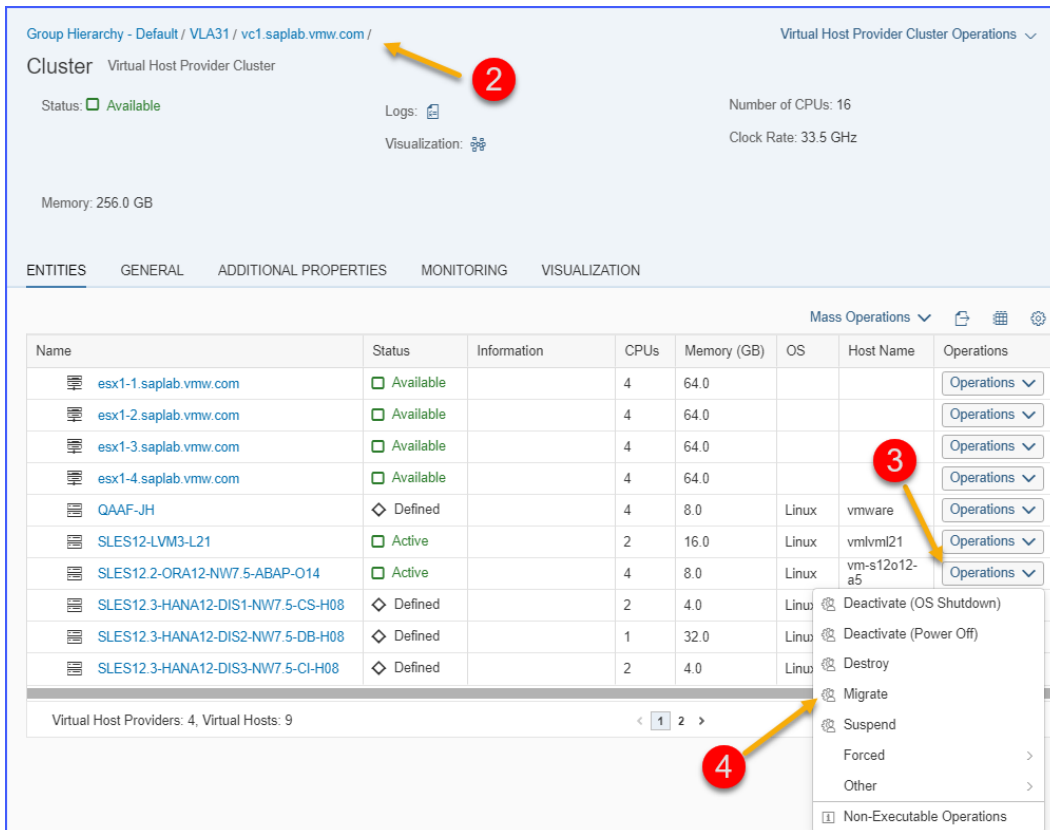 Group Hierarchy - Default / VLA31 / vc1.saplab.vmw.com /
Virtual Host Provider Cluster Operations
Cluster Virtual Host Provider Cluster
2
Status: Available
Logs:
Number of CPUs: 16
Visualization:
Clock Rate: 33.5 GHz
Memory: 256.0 GB
ENTITIES GENERAL ADDITIONAL PROPERTIES MONITORING VISUALIZATION
Mass Operations
Name Status Information CPUs Memory (GB) OS Host Name Operations
esx1-1.saplab.vmw.com Available 4 64.0 Operations
esx1-2.saplab.vmw.com Available 4 64.0 Operations
esx1-3.saplab.vmw.com Available 4 64.0 Operations
esx1-4.saplab.vmw.com Available 4 64.0 Operations
3
QAAF-JH Defined 4 8.0 Linux vmware Operations
SLES12-LVM3-L21 Active 2 16.0 Linux vmlvml21 Operations
SLES12.2-ORA12-NW7.5-ABAP-O14 Active 4 8.0 Linux vm-s12o12-a5 Operations
SLES12.3-HANA12-DIS1-NW7.5-CS-H08 Defined 2 4.0 Linux
SLES12.3-HANA12-DIS2-NW7.5-DB-H08 Defined 1 32.0 Linux
SLES12.3-HANA12-DIS3-NW7.5-CI-H08 Defined 2 4.0 Linux
Deactivate (OS Shutdown)
Deactivate (Power Off)
Destroy
Migrate
Suspend
Forced
Other
Non-Executable Operations
4
Virtual Host Providers: 4, Virtual Hosts: 9
1 2